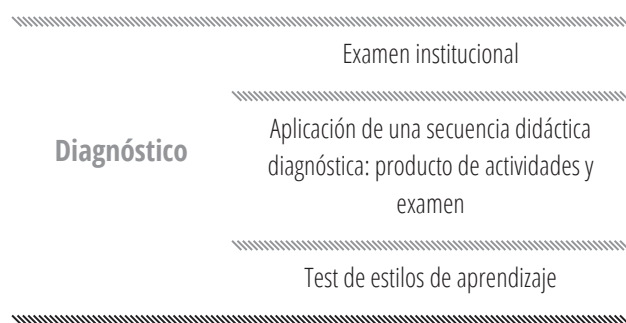 Examen institucional
Diagnóstico
Aplicación de una secuencia didáctica
diagnóstica: producto de actividades y
examen
Test de estilos de aprendizaje